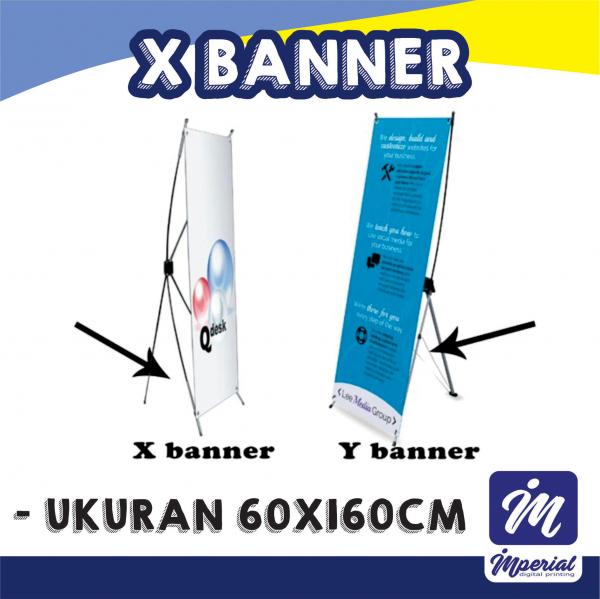 X BANNER
We design, build and
customize websites for
your business.
We teach you how to
use social media for
your business.
We're there for you
every step of the way.
<Lee Media Group>
Qdesk
X banner
Y banner
- UKURAN 60X160CM
iM
imperial
digital printing